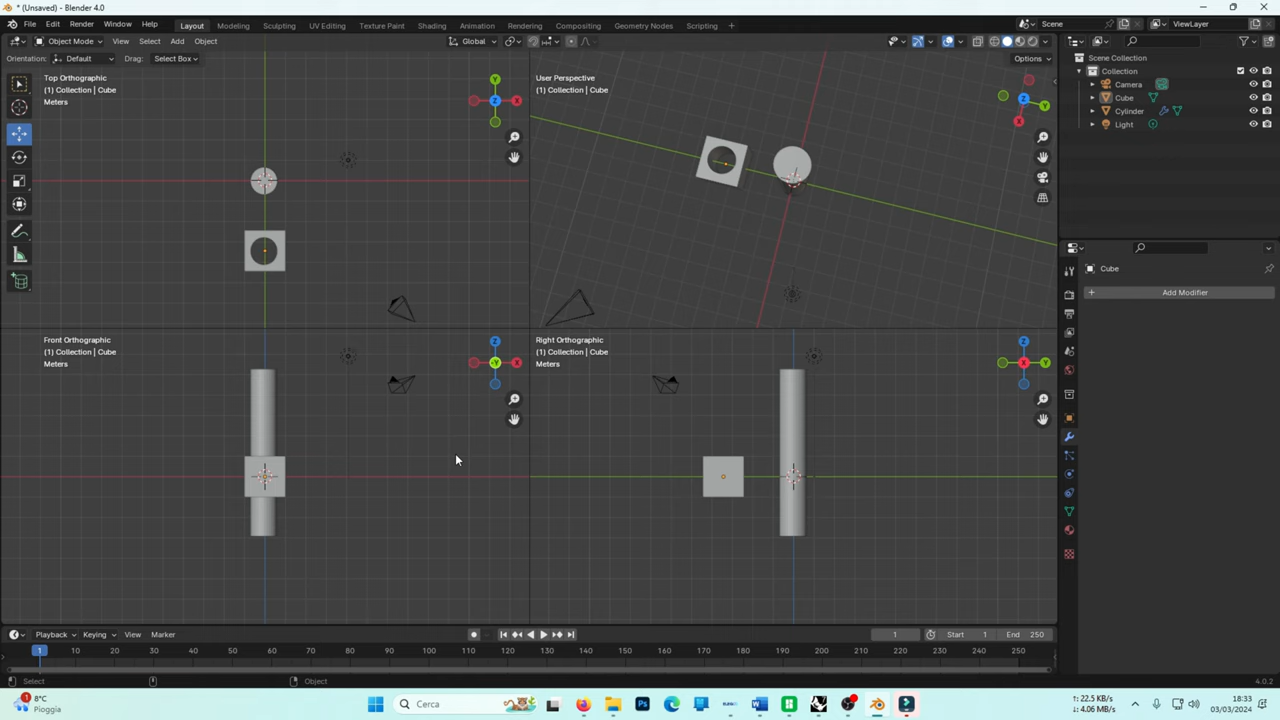 * (Unsaved) - Blender 4.0
File Edit Render Window Help Layout Modeling Sculpting UV Editing Texture Paint Shading Animation Rendering Compositing Geometry Nodes Scripting + Scene ViewLayer
Object Mode View Select Add Object Global
Orientation: Default Drag: Select Box Options
Top Orthographic
(1) Collection | Cube
Meters
User Perspective
(1) Collection | Cube
Meters
Front Orthographic
(1) Collection | Cube
Meters
Right Orthographic
(1) Collection | Cube
Meters
Scene Collection
Collection
Camera
Cube
Cylinder
Light
Cube
+ Add Modifier
Playback Keying View Marker 1 Start 1 End 250
1 10 20 30 40 50 60 70 80 90 100 110 120 130 140 150 160 170 180 190 200 210 220 230 240 250
Select Object 4.0.2
8°C
Pioggia
Cerca
22.5 KB/s
4.06 MB/s
18:33
03/03/2024